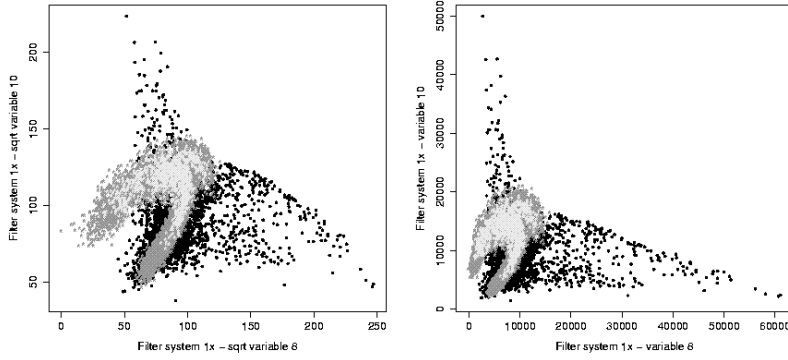 Filter system 1x – sqrt variable 10
200
150
100
50
0 50 100 150 200 250
Filter system 1x – sqrt variable 6
Filter system 1x – variable 10
50000
40000
30000
20000
10000
0
0 10000 20000 30000 40000 50000 60000
Filter system 1x – variable 6